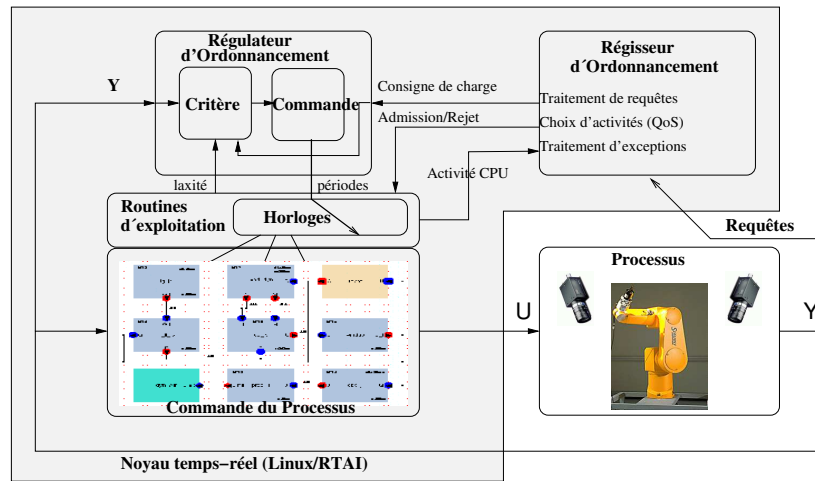 Régulateur
d'Ordonnancement
Régisseur
d´Ordonnancement
Y
Critère
Commande
Consigne de charge
Admission/Rejet
Traitement de requêtes
Choix d'activités (QoS)
Traitement d'exceptions
laxité
périodes
Activité CPU
Routines
d´exploitation
Horloges
Requêtes
Processus
U
Y
Commande du Processus
Noyau temps−réel (Linux/RTAI)